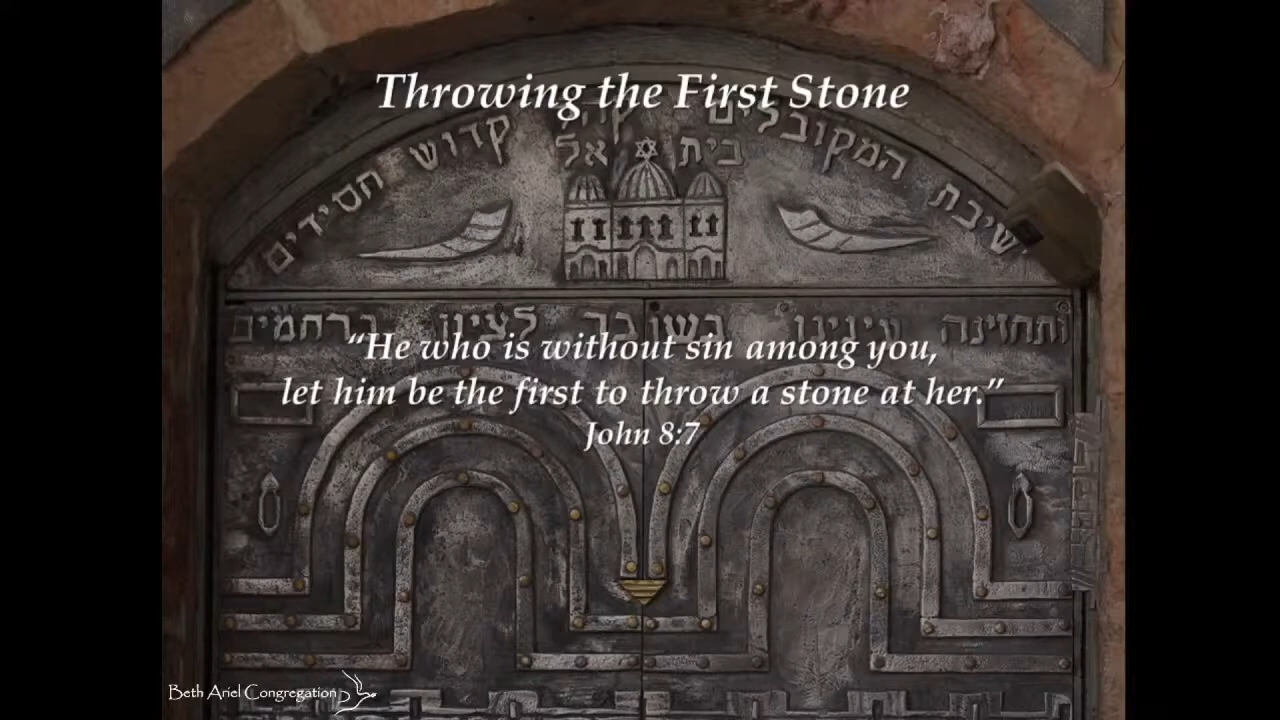 Throwing the First Stone
ישיבת המקובלים קהל קדוש חסידים
בית אל
ותחזינה עינינו בשובך לציון ברחמים
“He who is without sin among you,
let him be the first to throw a stone at her.”
John 8:7
Beth Ariel Congregation